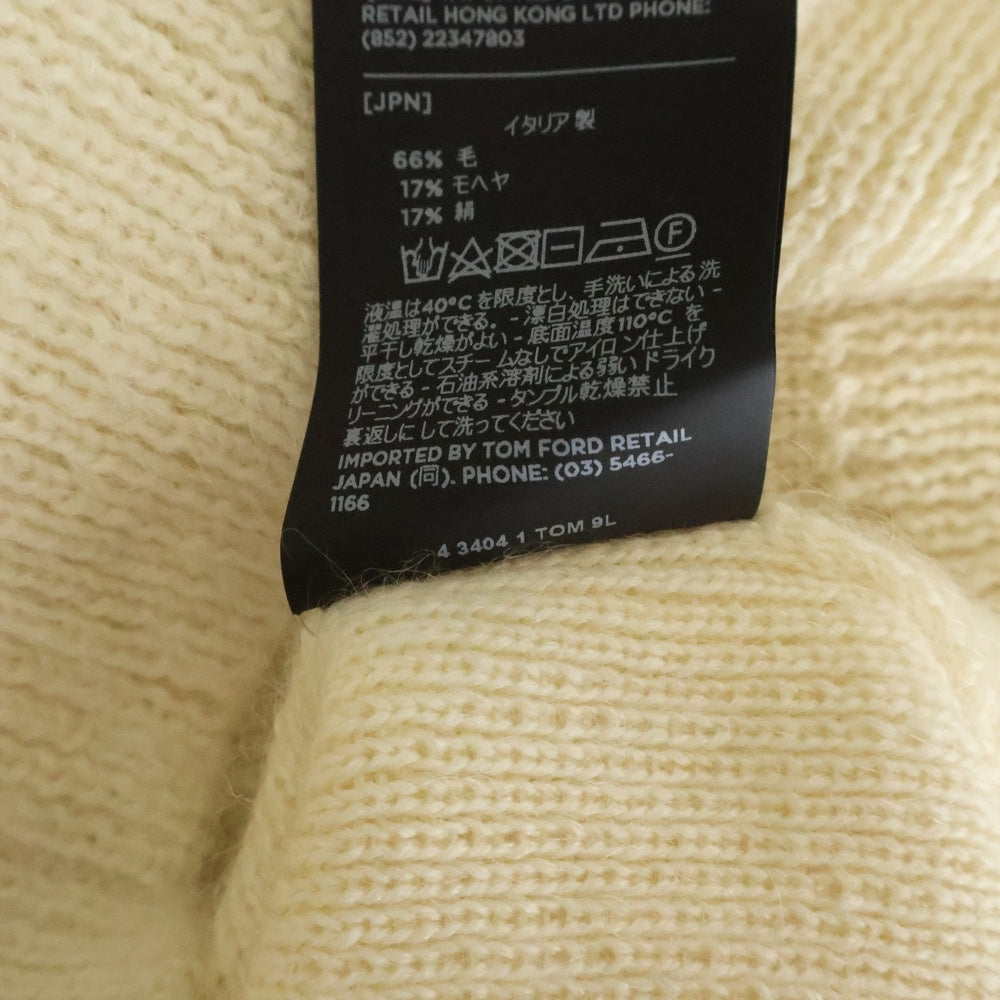 RETAIL HONG KONG LTD PHONE:
(852) 22347803
[JPN]
イタリア製
66% 毛
17% モヘヤ
17% 絹
F
液温は40°C を限度とし、手洗いによる洗
濯処理ができる. - 漂白処理はできない -
平干し乾燥がよい - 底面温度110°C を
限度としてスチームなしでアイロン仕上げ
ができる - 石油系溶剤による弱いドライク
リーニングができる - タンブル乾燥禁止
裏返しにして洗ってください
IMPORTED BY TOM FORD RETAIL
JAPAN (同). PHONE: (03) 5466-
1166
4 3404 1 TOM 9L